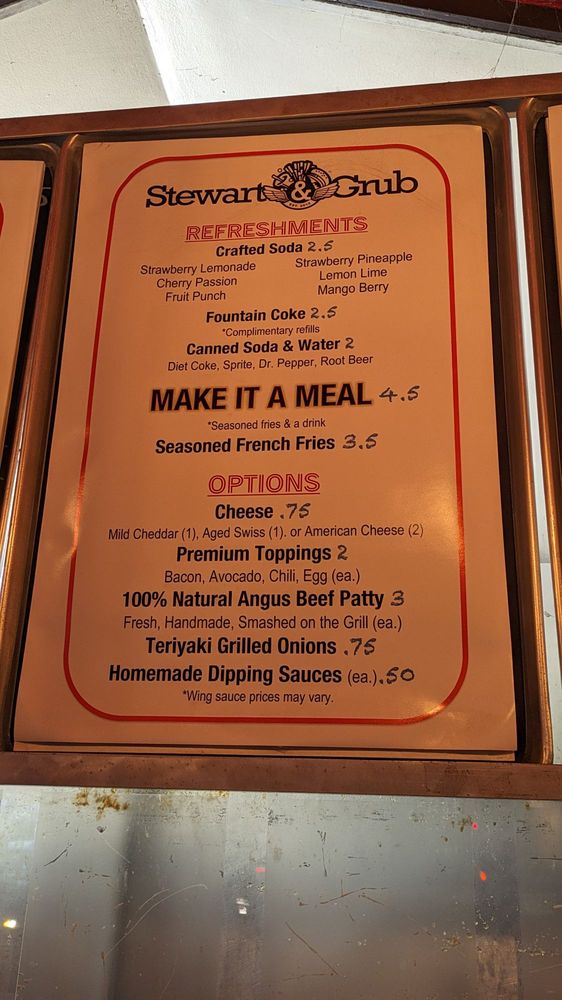 Stewart & Grub
REFRESHMENTS
Crafted Soda 2.5
Strawberry Lemonade Strawberry Pineapple
Cherry Passion Lemon Lime
Fruit Punch Mango Berry
Fountain Coke 2.5
*Complimentary refills
Canned Soda & Water 2
Diet Coke, Sprite, Dr. Pepper, Root Beer
MAKE IT A MEAL 4.5
*Seasoned fries & a drink
Seasoned French Fries 3.5
OPTIONS
Cheese .75
Mild Cheddar (1), Aged Swiss (1). or American Cheese (2)
Premium Toppings 2
Bacon, Avocado, Chili, Egg (ea.)
100% Natural Angus Beef Patty 3
Fresh, Handmade, Smashed on the Grill (ea.)
Teriyaki Grilled Onions .75
Homemade Dipping Sauces (ea.) .50
*Wing sauce prices may vary.